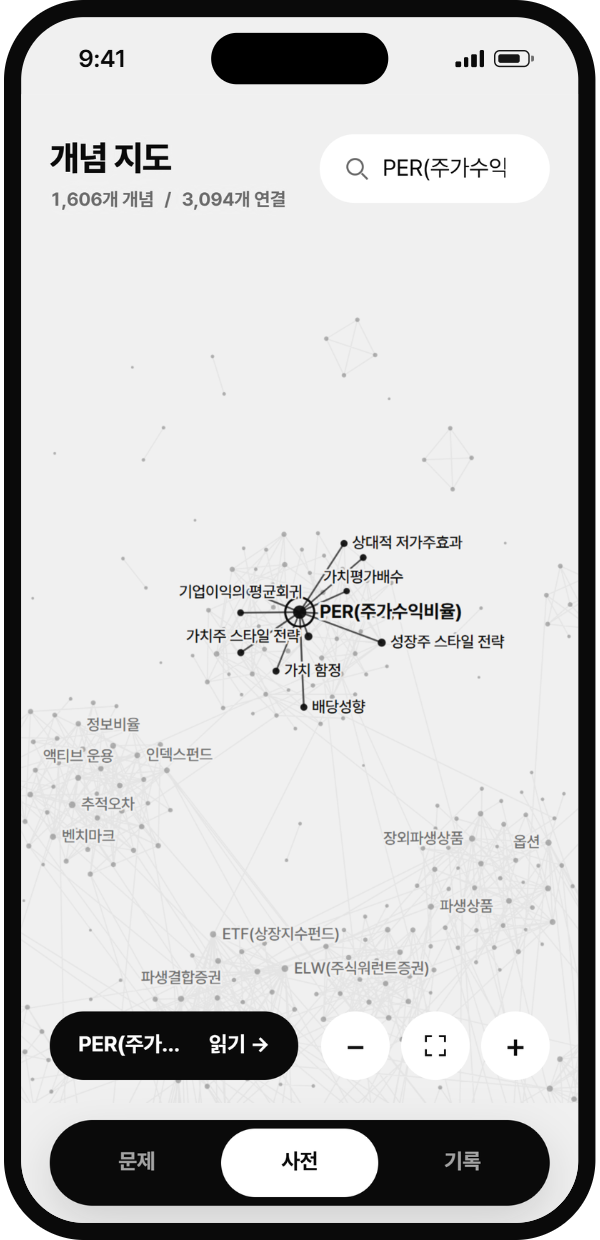 9:41
개념 지도
1,606개 개념 / 3,094개 연결
PER(주가수익
상대적 저가주효과
가치평가배수
기업이익의 평균회귀
PER(주가수익비율)
가치주 스타일 전략
성장주 스타일 전략
가치 함정
배당성향
정보비율
액티브 운용
인덱스펀드
추적오차
벤치마크
장외파생상품
옵션
파생상품
ETF(상장지수펀드)
ELW(주식워런트증권)
파생결합증권
PER(주가... 읽기 →
− +
문제 사전 기록